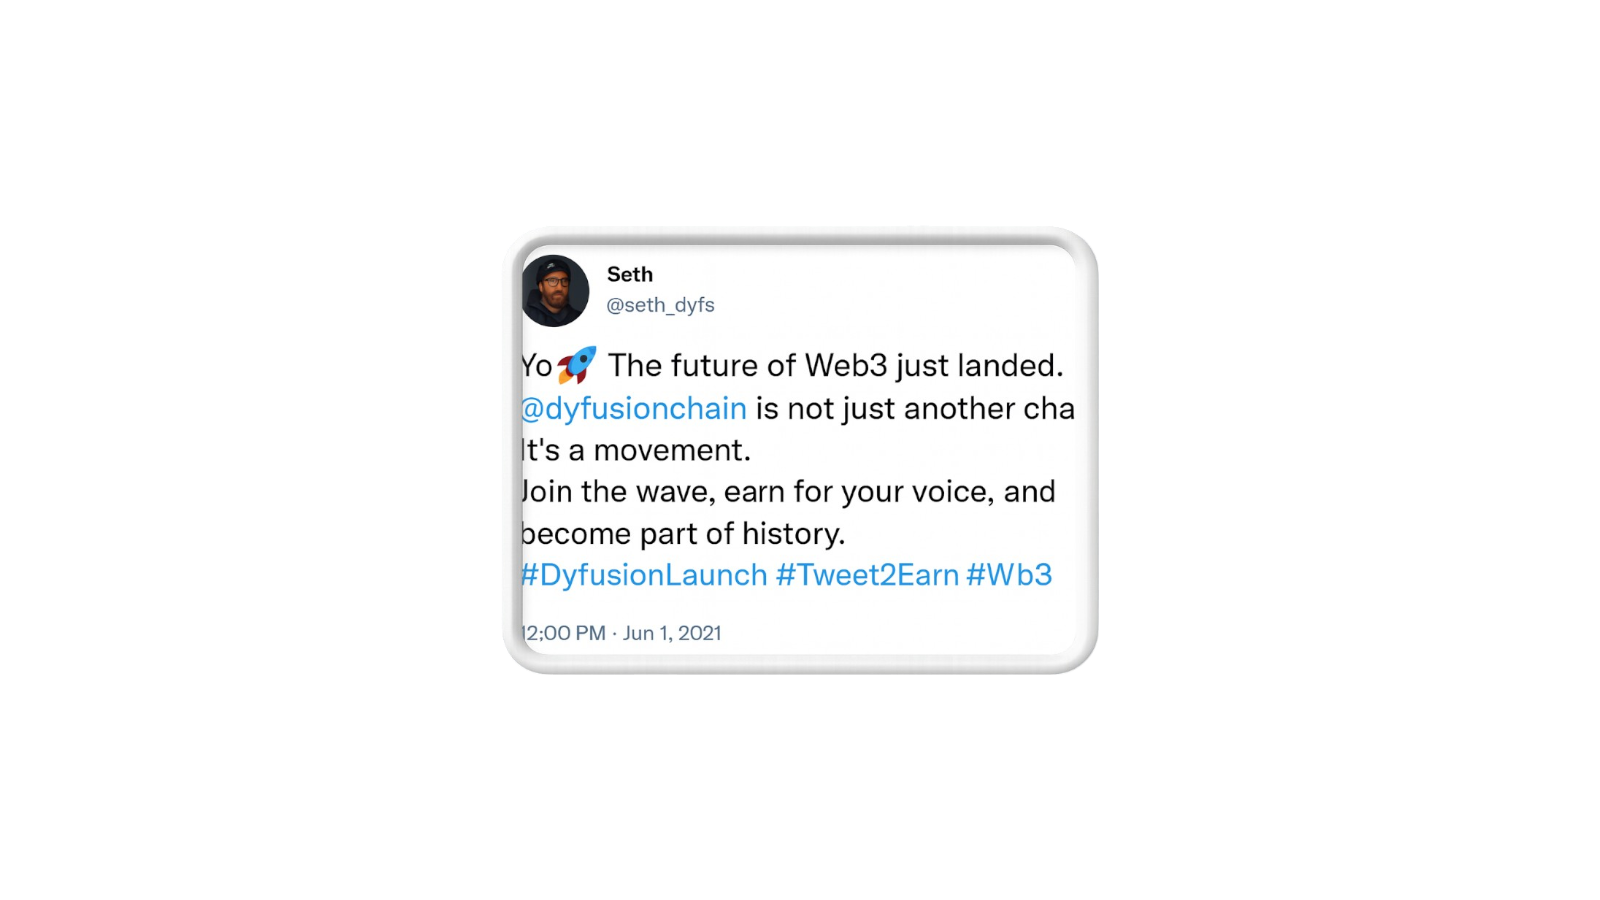 Seth
@seth_dyfs
Yo🚀 The future of Web3 just landed.
@dyfusionchain is not just another cha
It's a movement.
Join the wave, earn for your voice, and
become part of history.
#DyfusionLaunch #Tweet2Earn #Wb3
12;00 PM · Jun 1, 2021